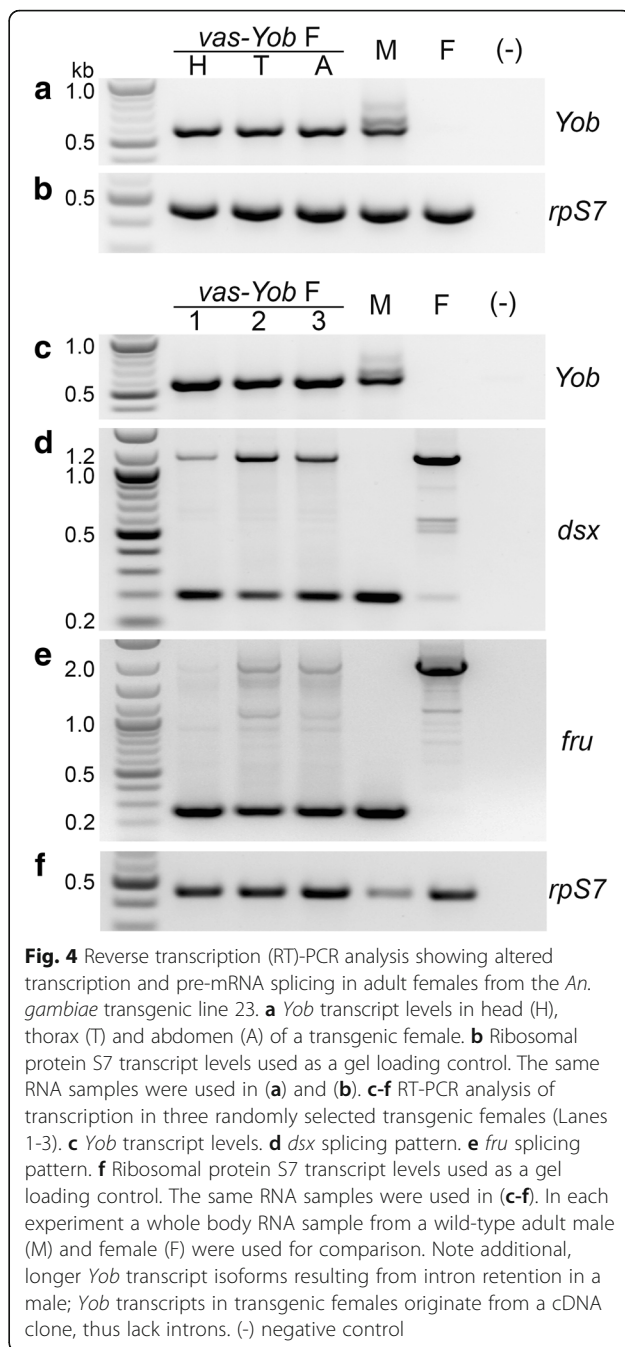 vas-Yob F
kb H T A M F (-)
a 1.0
0.5 Yob
b 0.5 rpS7
vas-Yob F
1 2 3 M F (-)
c 1.0
0.5 Yob
d 1.2
1.0
0.5 dsx
0.2
e 2.0
1.0 fru
0.5
0.2
f 0.5 rpS7
Fig. 4 Reverse transcription (RT)-PCR analysis showing altered
transcription and pre-mRNA splicing in adult females from the An.
gambiae transgenic line 23. a Yob transcript levels in head (H),
thorax (T) and abdomen (A) of a transgenic female. b Ribosomal
protein S7 transcript levels used as a gel loading control. The same
RNA samples were used in (a) and (b). c-f RT-PCR analysis of
transcription in three randomly selected transgenic females (Lanes
1-3). c Yob transcript levels. d dsx splicing pattern. e fru splicing
pattern. f Ribosomal protein S7 transcript levels used as a gel
loading control. The same RNA samples were used in (c-f). In each
experiment a whole body RNA sample from a wild-type adult male
(M) and female (F) were used for comparison. Note additional,
longer Yob transcript isoforms resulting from intron retention in a
male; Yob transcripts in transgenic females originate from a cDNA
clone, thus lack introns. (-) negative control